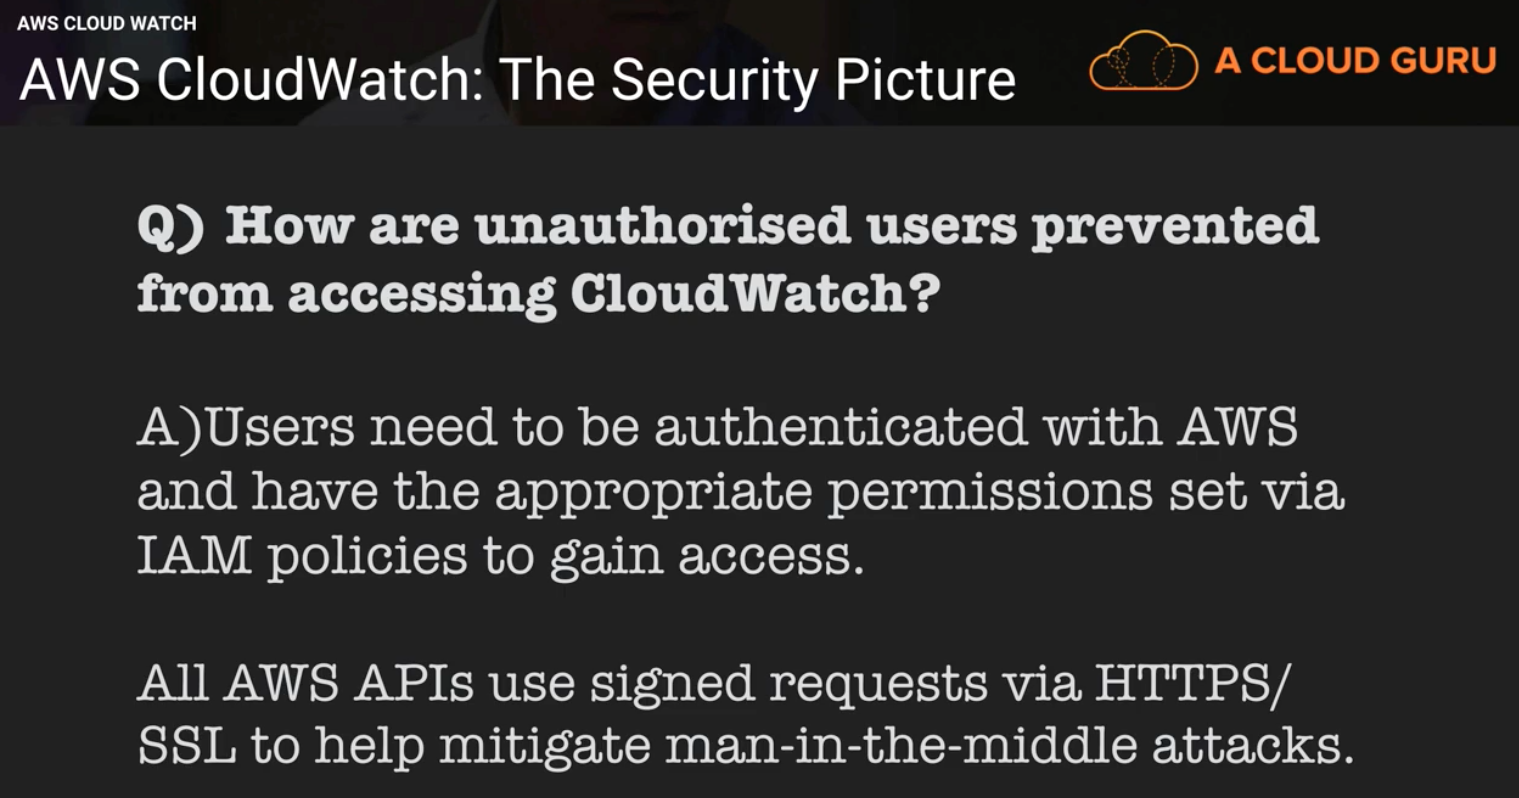 AWS CLOUD WATCH
AWS CloudWatch: The Security Picture
A CLOUD GURU
Q) How are unauthorised users prevented
from accessing CloudWatch?
A)Users need to be authenticated with AWS
and have the appropriate permissions set via
IAM policies to gain access.
All AWS APIs use signed requests via HTTPS/
SSL to help mitigate man-in-the-middle attacks.